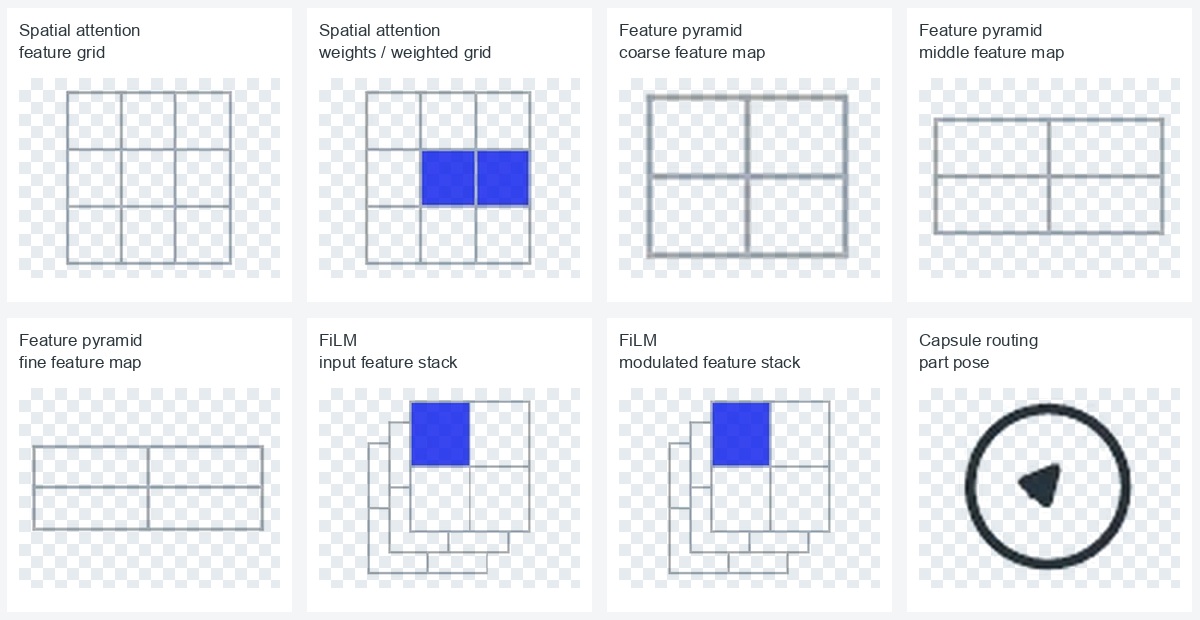 Spatial attention
feature grid
Spatial attention
weights / weighted grid
Feature pyramid
coarse feature map
Feature pyramid
middle feature map
Feature pyramid
fine feature map
FiLM
input feature stack
FiLM
modulated feature stack
Capsule routing
part pose